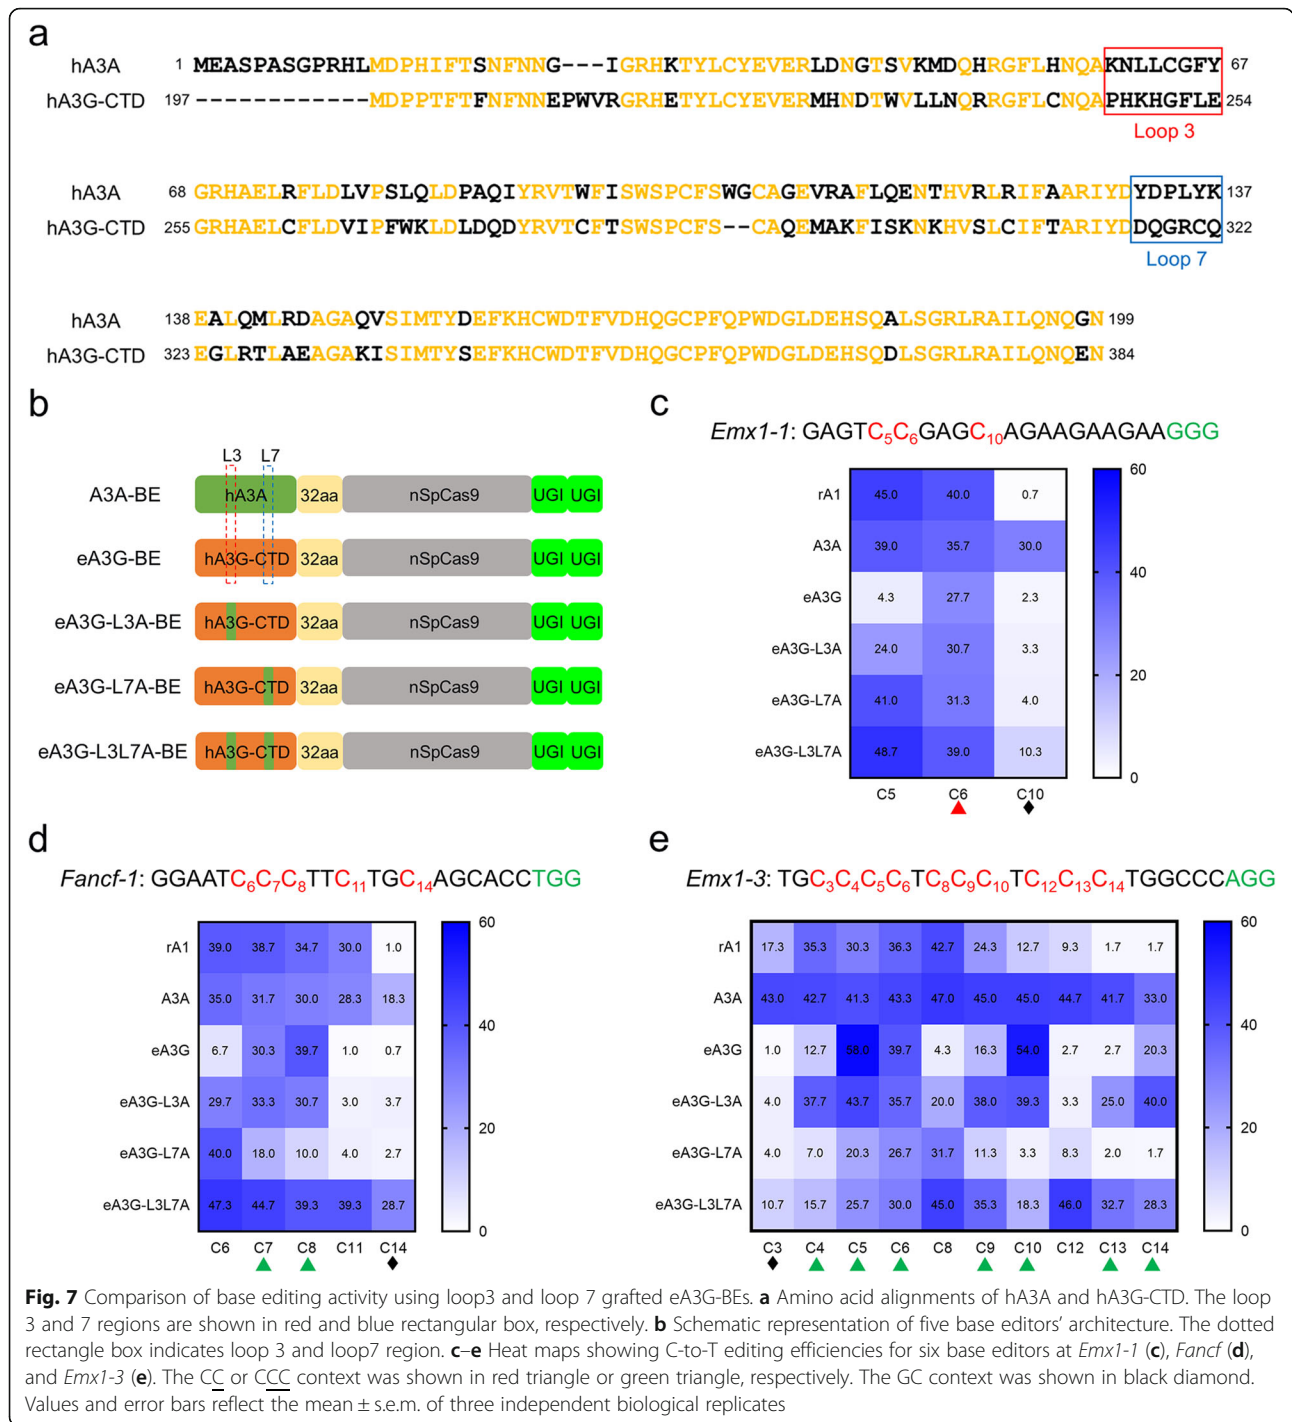 a
hA3A 1 MEASPASGPRHLMDPHIFTSNFNNG---IGRHKTYLCYEVERLDNGTSVKMDQHRGFLHNQAKNLLCGFY 67
hA3G-CTD 197 ------------MDPPTFTFNFNNEPWVRGRHETYLCYEVERMHNDTWVLLNQRRGFLCNQAPHKHGFLE 254
Loop 3
hA3A 68 GRHAELRFLDLVPSLQLDPAQIYRVTWFISWSPCFSWGCAGEVRAFLQENTHVRLRIFAARIYDYDPLYK 137
hA3G-CTD 255 GRHAELCFLDVIPFWKLDLDQDYRVTCFTSWSPCFS--CAQEMAKFISKNKHVSLCIFTARIYDDQGRCQ 322
Loop 7
hA3A 138 EALQMLRDAGAQVSIMTYDEFKHCWDTFVDHQGCPFQPWDGLDEHSQALSGRLRAILQNQGN 199
hA3G-CTD 323 EGLRTLAEAGAKISIMTYSEFKHCWDTFVDHQGCPFQPWDGLDEHSQDLSGRLRAILQNQEN 384
b
L3 L7
A3A-BE hA3A 32aa nSpCas9 UGI UGI
eA3G-BE hA3G-CTD 32aa nSpCas9 UGI UGI
eA3G-L3A-BE hA3G-CTD 32aa nSpCas9 UGI UGI
eA3G-L7A-BE hA3G-CTD 32aa nSpCas9 UGI UGI
eA3G-L3L7A-BE hA3G-CTD 32aa nSpCas9 UGI UGI
c
Emx1-1: GAGTC5C6GAGC10AGAAGAAGAAGGG
rA1 45.0 40.0 0.7
A3A 39.0 35.7 30.0
eA3G 4.3 27.7 2.3
eA3G-L3A 24.0 30.7 3.3
eA3G-L7A 41.0 31.3 4.0
eA3G-L3L7A 48.7 39.0 10.3
C5 C6 C10
60
40
20
0
d
Fancf-1: GGAATC6C7C8TTC11TGC14AGCACCTGG
rA1 39.0 38.7 34.7 30.0 1.0
A3A 35.0 31.7 30.0 28.3 18.3
eA3G 6.7 30.3 39.7 1.0 0.7
eA3G-L3A 29.7 33.3 30.7 3.0 3.7
eA3G-L7A 40.0 18.0 10.0 4.0 2.7
eA3G-L3L7A 47.3 44.7 39.3 39.3 28.7
C6 C7 C8 C11 C14
60
40
20
0
e
Emx1-3: TGC3C4C5C6TC8C9C10TC12C13C14TGGCCCAGG
rA1 17.3 35.3 30.3 36.3 42.7 24.3 12.7 9.3 1.7 1.7
A3A 43.0 42.7 41.3 43.3 47.0 45.0 45.0 44.7 41.7 33.0
eA3G 1.0 12.7 58.0 39.7 4.3 16.3 54.0 2.7 2.7 20.3
eA3G-L3A 4.0 37.7 43.7 35.7 20.0 38.0 39.3 3.3 25.0 40.0
eA3G-L7A 4.0 7.0 20.3 26.7 31.7 11.3 3.3 8.3 2.0 1.7
eA3G-L3L7A 10.7 15.7 25.7 30.0 45.0 35.3 18.3 46.0 32.7 28.3
C3 C4 C5 C6 C8 C9 C10 C12 C13 C14
60
40
20
0
Fig. 7 Comparison of base editing activity using loop3 and loop 7 grafted eA3G-BEs. a Amino acid alignments of hA3A and hA3G-CTD. The loop
3 and 7 regions are shown in red and blue rectangular box, respectively. b Schematic representation of five base editors' architecture. The dotted
rectangle box indicates loop 3 and loop7 region. c–e Heat maps showing C-to-T editing efficiencies for six base editors at Emx1-1 (c), Fancf (d),
and Emx1-3 (e). The CC or CCC context was shown in red triangle or green triangle, respectively. The GC context was shown in black diamond.
Values and error bars reflect the mean ± s.e.m. of three independent biological replicates